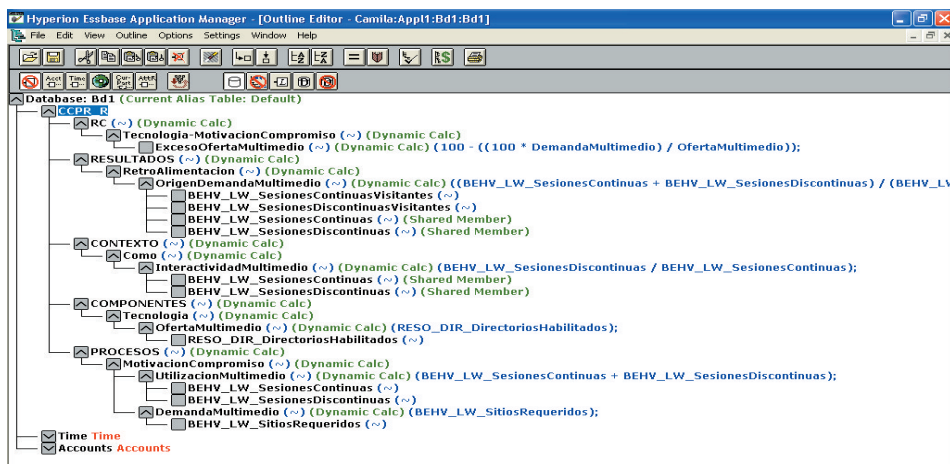 Hyperion Essbase Application Manager - [Outline Editor - Camila:Appl1:Bd1:Bd1]
File Edit View Outline Options Settings Window Help
Database: Bd1 (Current Alias Table: Default)
CCPR_R
RC (~) (Dynamic Calc)
Tecnologia-MotivacionCompromiso (~) (Dynamic Calc)
ExcesoOfertaMultimedio (~) (Dynamic Calc) (100 - ((100 * DemandaMultimedio) / OfertaMultimedio));
RESULTADOS (~) (Dynamic Calc)
RetroAlimentacion (~) (Dynamic Calc)
OrigenDemandaMultimedio (~) (Dynamic Calc) ((BEHV_LW_SesionesContinuas + BEHV_LW_SesionesDiscontinuas) / (BEHV_LW
BEHV_LW_SesionesContinuasVisitantes (~)
BEHV_LW_SesionesDiscontinuasVisitantes (~)
BEHV_LW_SesionesContinuas (~) (Shared Member)
BEHV_LW_SesionesDiscontinuas (~) (Shared Member)
CONTEXTO (~) (Dynamic Calc)
Como (~) (Dynamic Calc)
InteractividadMultimedio (~) (Dynamic Calc) (BEHV_LW_SesionesDiscontinuas / BEHV_LW_SesionesContinuas);
BEHV_LW_SesionesContinuas (~) (Shared Member)
BEHV_LW_SesionesDiscontinuas (~) (Shared Member)
COMPONENTES (~) (Dynamic Calc)
Tecnologia (~) (Dynamic Calc)
OfertaMultimedio (~) (Dynamic Calc) (RESO_DIR_DirectoriosHabilitados);
RESO_DIR_DirectoriosHabilitados (~)
PROCESOS (~) (Dynamic Calc)
MotivacionCompromiso (~) (Dynamic Calc)
UtilizacionMultimedio (~) (Dynamic Calc) (BEHV_LW_SesionesContinuas + BEHV_LW_SesionesDiscontinuas);
BEHV_LW_SesionesContinuas (~)
BEHV_LW_SesionesDiscontinuas (~)
DemandaMultimedio (~) (Dynamic Calc) (BEHV_LW_SitiosRequeridos);
BEHV_LW_SitiosRequeridos (~)
Time Time
Accounts Accounts